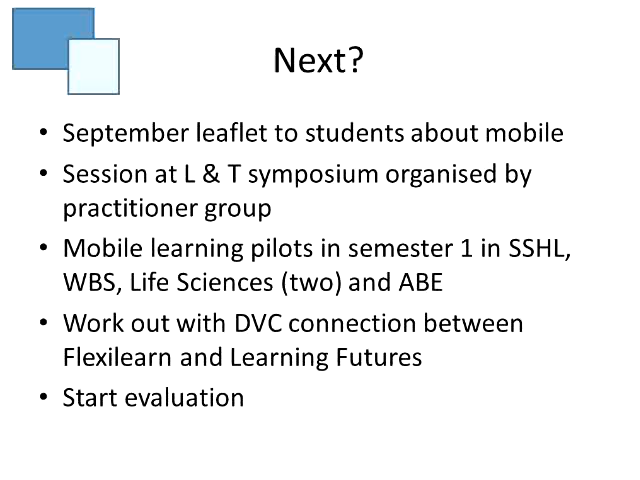 Next?
• September leaflet to students about mobile
• Session at L & T symposium organised by
practitioner group
• Mobile learning pilots in semester 1 in SSHL,
WBS, Life Sciences (two) and ABE
• Work out with DVC connection between
Flexilearn and Learning Futures
• Start evaluation